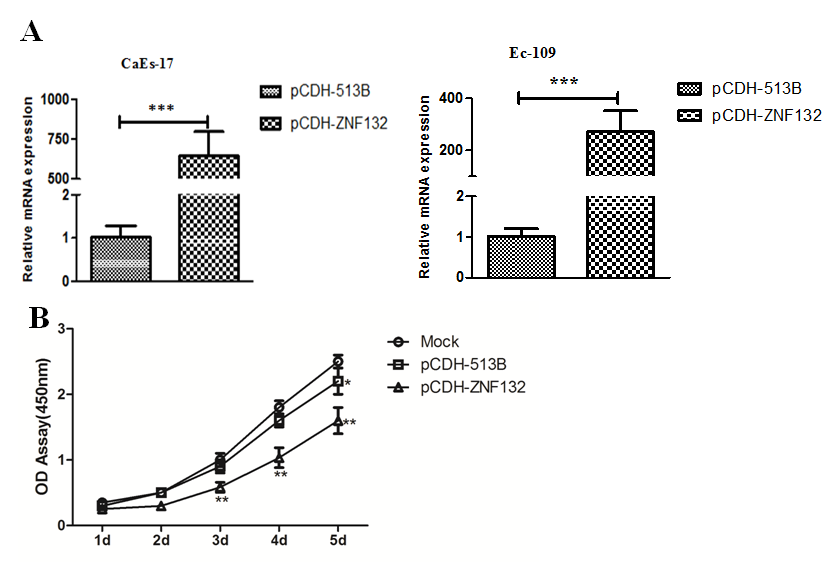 A
CaEs-17
Relative mRNA expression
1000
750
500
2
1
0
***
pCDH-513B
pCDH-ZNF132
Ec-109
Relative mRNA expression
400
200
2
1
0
***
pCDH-513B
pCDH-ZNF132
B
OD Assay(450nm)
3
2
1
0
1d 2d 3d 4d 5d
**
**
*
**
Mock
pCDH-513B
pCDH-ZNF132